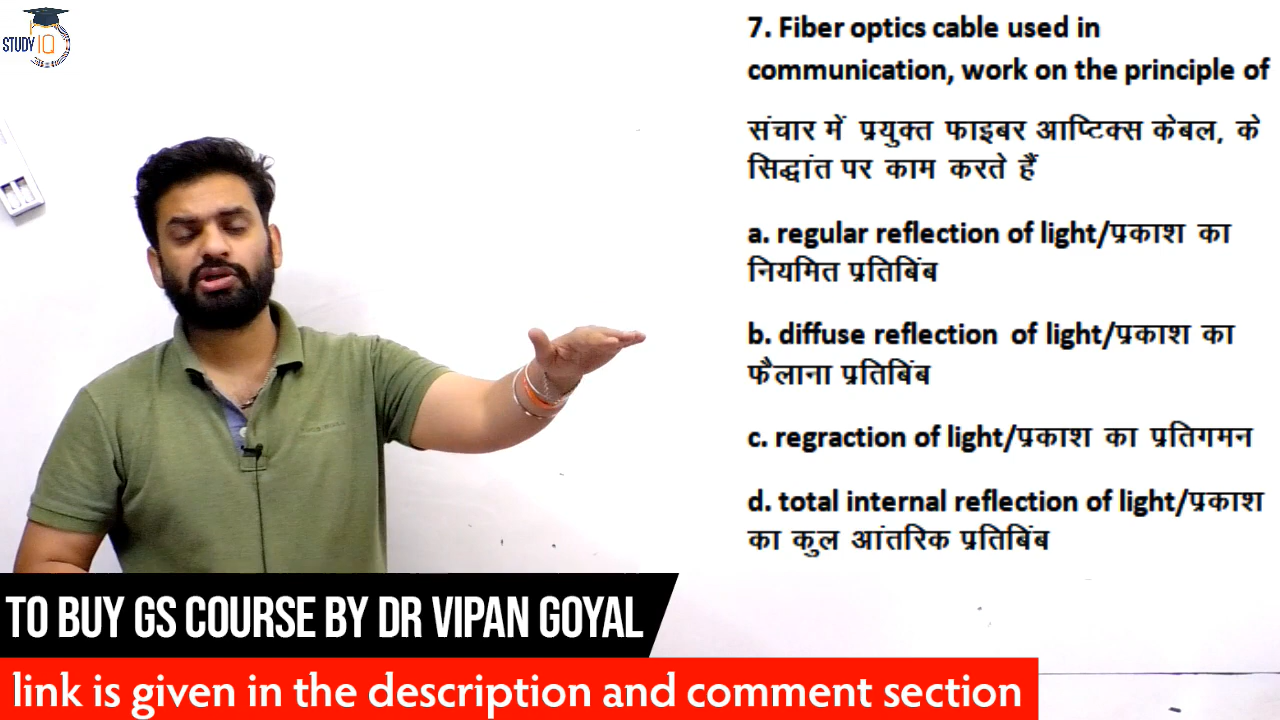 STUDY IQ
7. Fiber optics cable used in
communication, work on the principle of
संचार में प्रयुक्त फाइबर आप्टिक्स केबल, के
सिद्धांत पर काम करते हैं
a. regular reflection of light/प्रकाश का
नियमित प्रतिबिंब
b. diffuse reflection of light/प्रकाश का
फैलाना प्रतिबिंब
c. regraction of light/प्रकाश का प्रतिगमन
d. total internal reflection of light/प्रकाश
का कुल आंतरिक प्रतिबिंब
TO BUY GS COURSE BY DR VIPAN GOYAL
link is given in the description and comment section